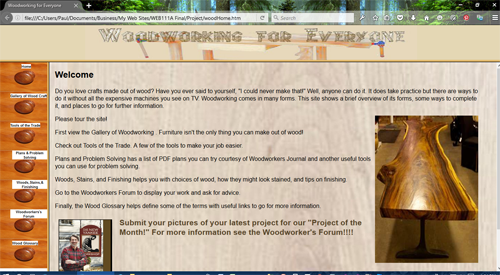 Woodworking for Everyone
file:///C:/Users/Paul/Documents/Business/My Web Sites/WEB111A Final/Project/woodHome.htm
Search
Woodworking for Everyone
Home
Gallery of Wood Craft
Tools of the Trade
Plans & Problem
Solving
Woods, Stains &
Finishing
Woodworker's
Forum
Wood Glossary
Welcome
Do you love crafts made out of wood? Have you ever said to yourself, "I could never make that!" Well, anyone can do it. It does take practice but there are ways to
do it without all the expensive machines you see on TV. Woodworking comes in many forms. This site shows a brief overview of its forms, some ways to complete
it, and places to go for further information.
Please tour the site!
First view the Gallery of Woodworking. Furniture isn't the only thing you can make out of wood!
Check out Tools of the Trade. A few of the tools to make your job easier.
Plans and Problem Solving has a list of PDF plans you can try courtesy of Woodworkers Journal and another useful tools
you can use for problem solving.
Woods, Stains, and Finishing helps you with choices of wood, how they might look stained, and tips on finishing
Go to the Woodworkers Forum to display your work and ask for advice.
Finally, the Wood Glossary helps define some of the terms with useful links to go for more information.
Submit your pictures of your latest project for our "Project of the
Month!" For more information see the Woodworker's Forum!!!!